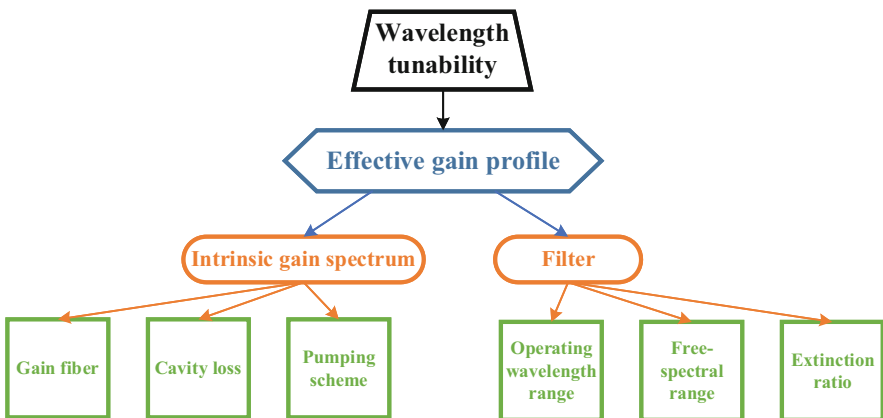 Wavelength
tunability
Effective gain profile
Intrinsic gain spectrum
Filter
Gain fiber
Cavity loss
Pumping
scheme
Operating
wavelength
range
Free-
spectral
range
Extinction
ratio